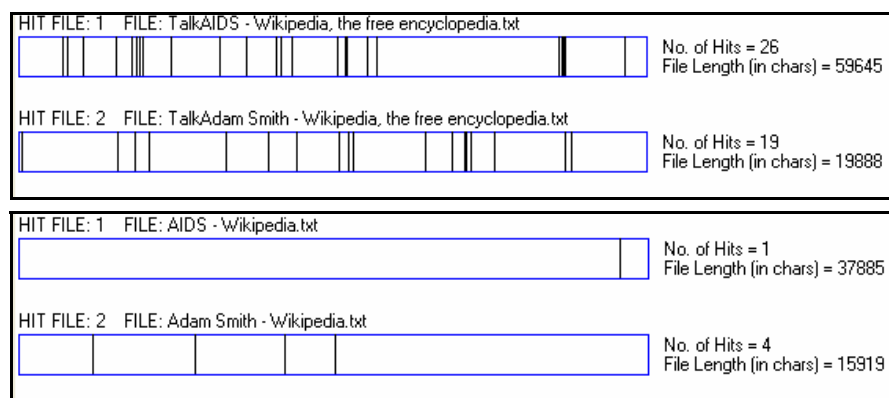 HIT FILE: 1 FILE: TalkAIDS - Wikipedia, the free encyclopedia.txt
No. of Hits = 26
File Length (in chars) = 59645
HIT FILE: 2 FILE: TalkAdam Smith - Wikipedia, the free encyclopedia.txt
No. of Hits = 19
File Length (in chars) = 19888
HIT FILE: 1 FILE: AIDS - Wikipedia.txt
No. of Hits = 1
File Length (in chars) = 37885
HIT FILE: 2 FILE: Adam Smith - Wikipedia.txt
No. of Hits = 4
File Length (in chars) = 15919